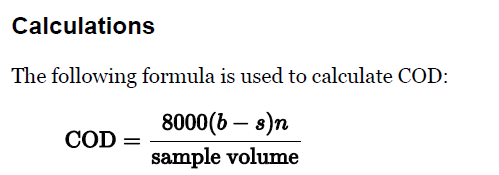 Calculations
The following formula is used to calculate COD:
COD = 8000(b − s)n / sample volume